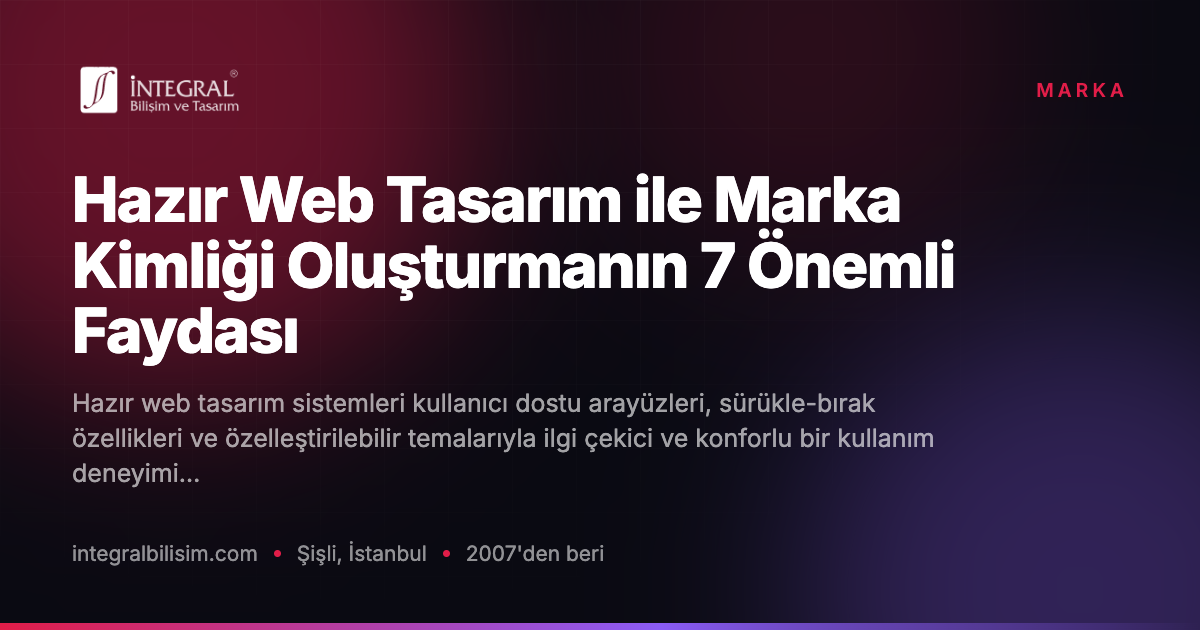 İNTEGRAL®
Bilişim ve Tasarım
MARKA
Hazır Web Tasarım ile Marka
Kimliği Oluşturmanın 7 Önemli
Faydası
Hazır web tasarım sistemleri kullanıcı dostu arayüzleri, sürükle-bırak
özellikleri ve özelleştirilebilir temalarıyla ilgi çekici ve konforlu bir kullanım
deneyimi...
integralbilisim.com • Şişli, İstanbul • 2007'den beri